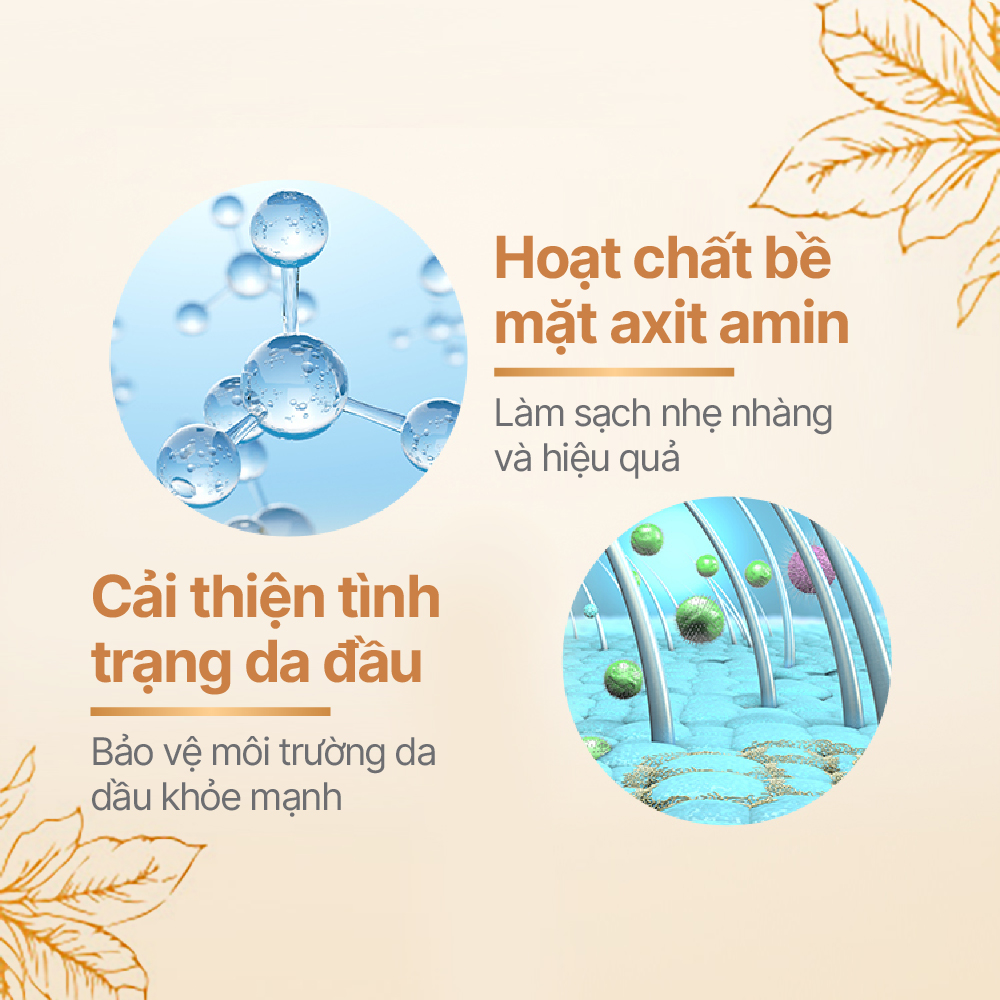 Hoạt chất bề
mặt axit amin
Làm sạch nhẹ nhàng
và hiệu quả
Cải thiện tình
trạng da đầu
Bảo vệ môi trường da
dầu khỏe mạnh